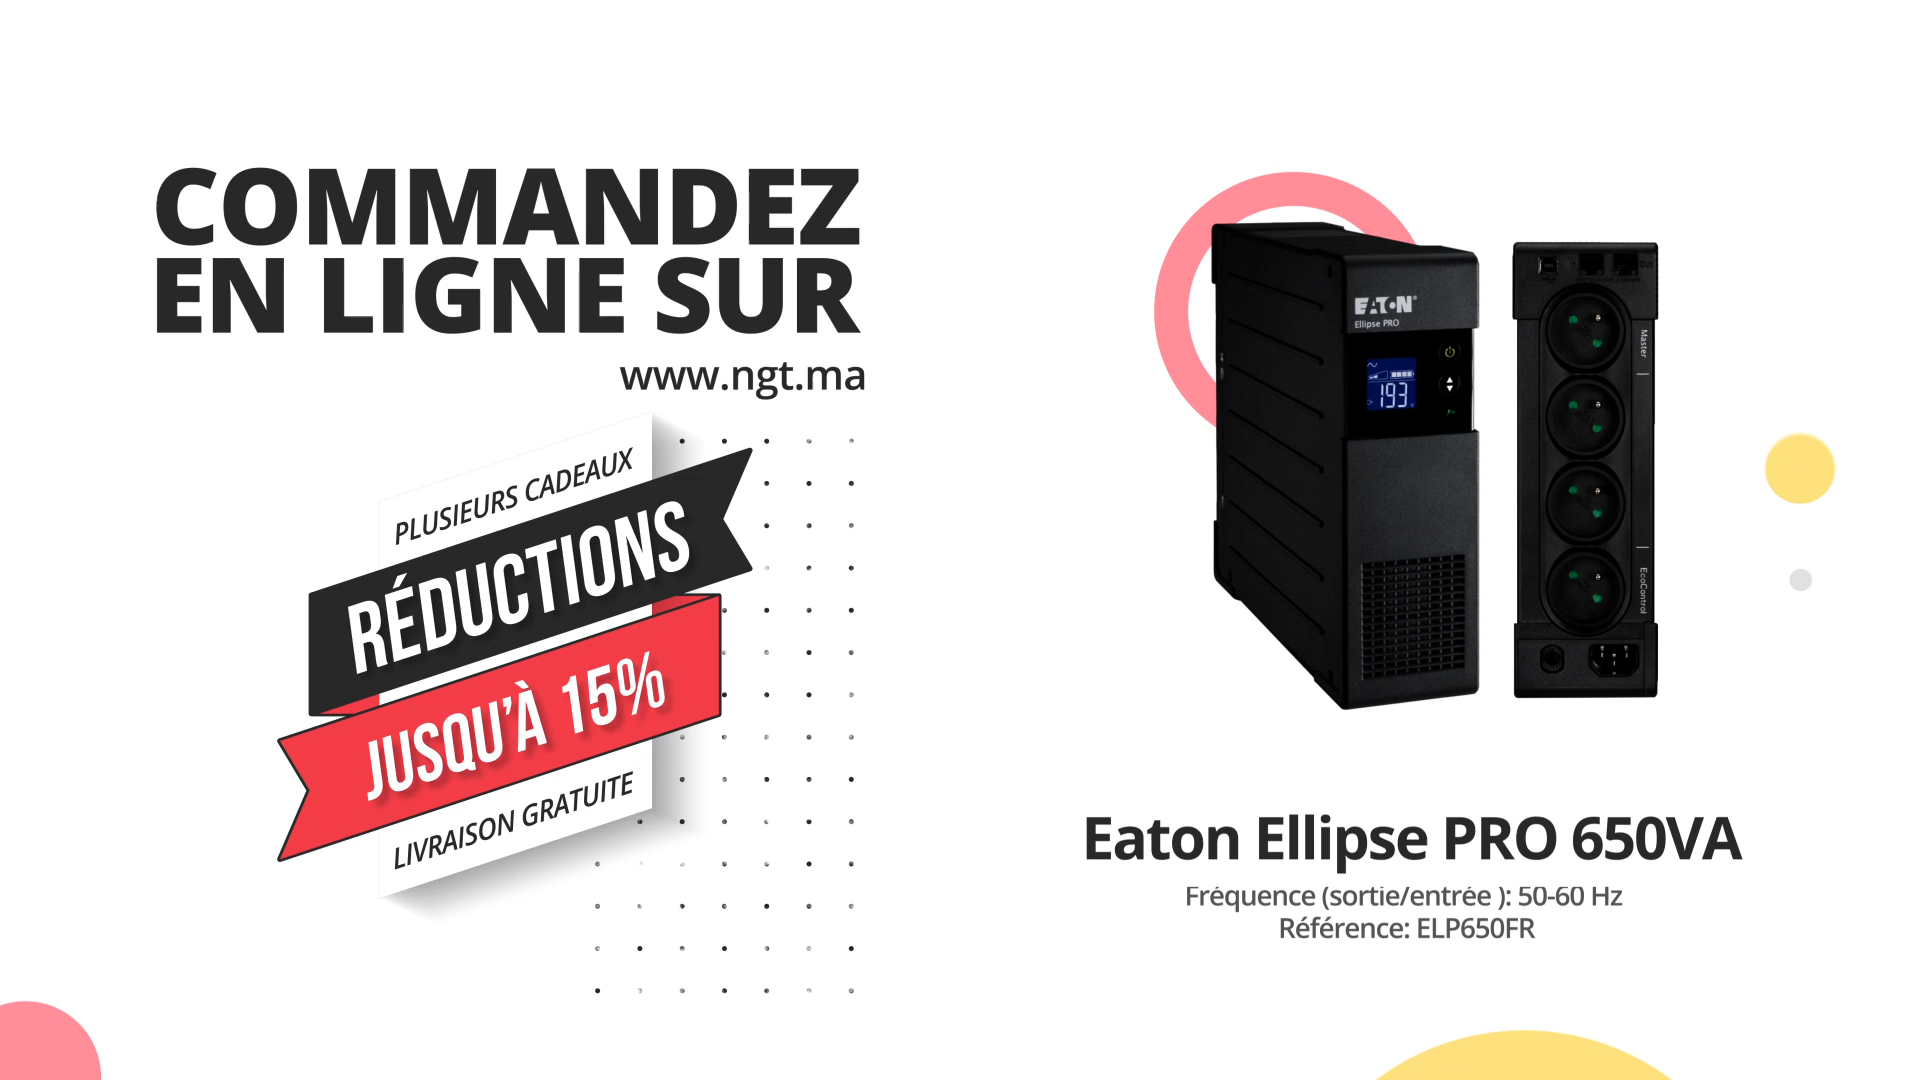 COMMANDEZ
EN LIGNE SUR
www.ngt.ma
PLUSIEURS CADEAUX
RÉDUCTIONS
JUSQU'À 15%
LIVRAISON GRATUITE
EATON
Ellipse PRO
193
Master
EcoControl
Eaton Ellipse PRO 650VA
Fréquence (sortie/entrée ): 50-60 Hz
Référence: ELP650FR